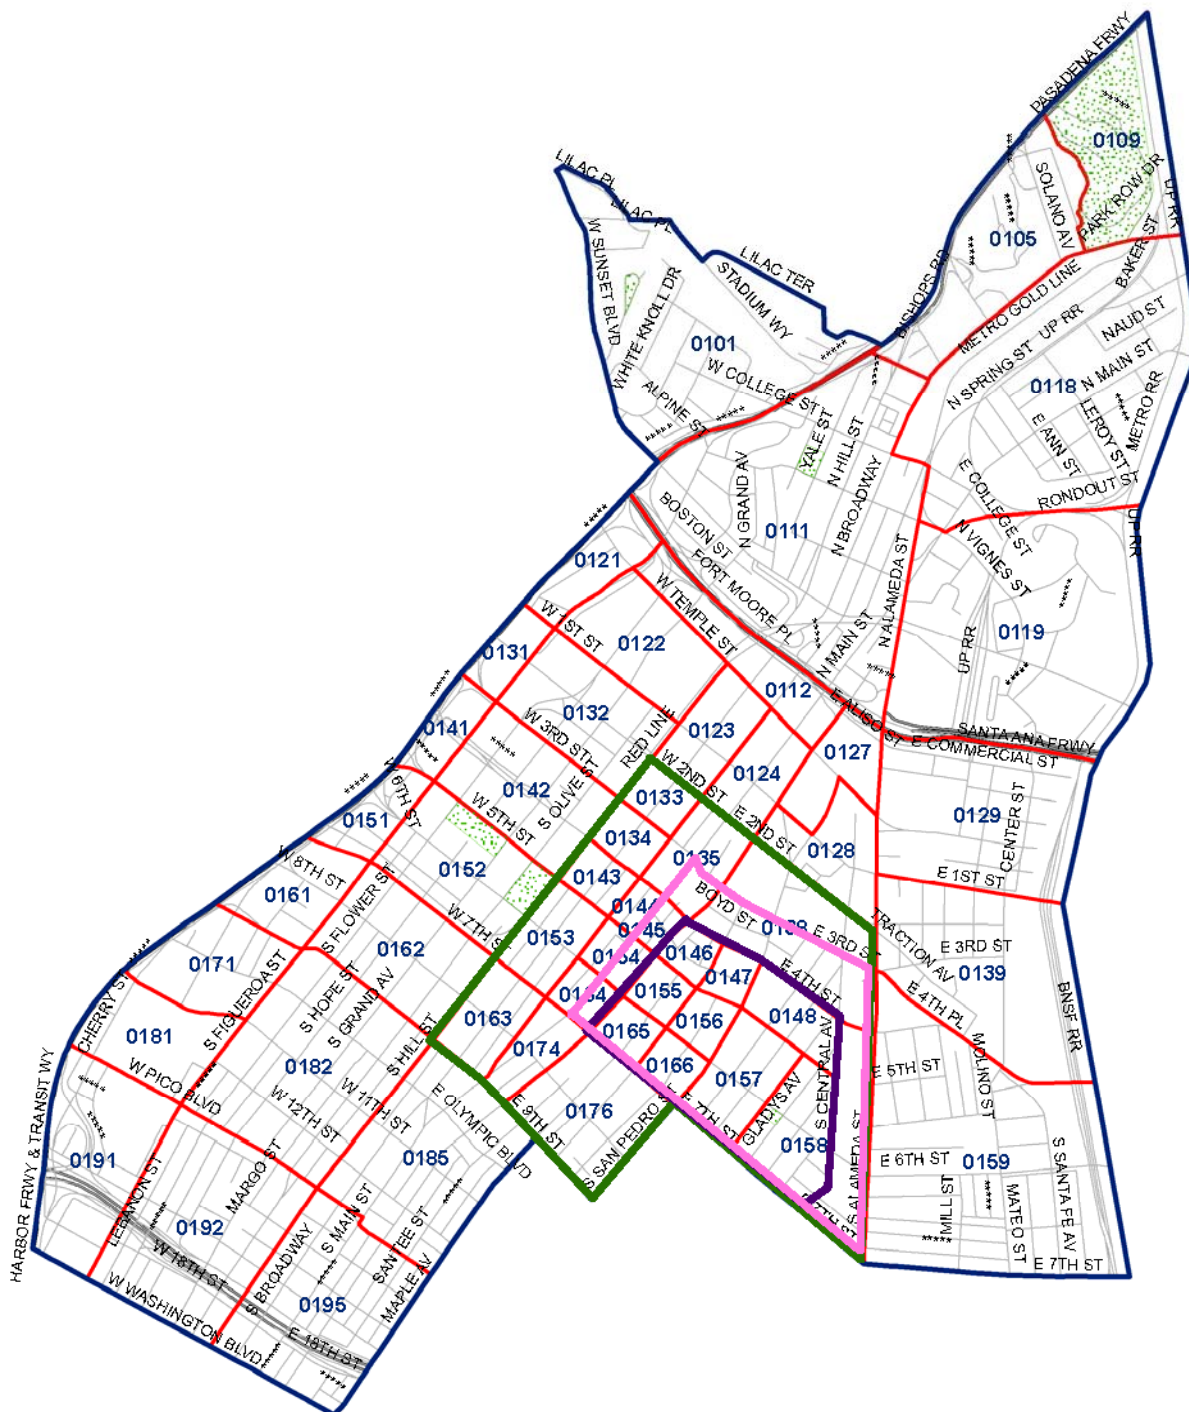 PASADENA FRWY
*****
0109
LILAC PL
LILAC PL
*****
SOLANO AV
PARK ROW DR
UP RR
*****
0105
*****
W SUNSET BLVD
LILAC TER
BISHOPS RD
BAKER ST
STADIUM WY
METRO GOLD LINE
WHITE KNOLL DR
NAUD ST
UP RR
0101
*****
N SPRING ST
N MAIN ST
W COLLEGE ST
*****
0118
ALPINE ST
*****
*****
LEROY ST
*****
METRO RR
YALE ST
N HILL ST
E ANN ST
N GRAND AV
N BROADWAY
E COLLEGE ST
RONDOUT ST
BOSTON ST
*****
0111
N VIGNES ST
UP RR
0121
FORT MOORE PL
N ALAMEDA ST
*****
W TEMPLE ST
W 1ST ST
0122
*****
N MAIN ST
0119
UP RR
0131
*****
*****
0112
*****
W 3RD ST
0132
RED LINE
0123
E ALISO ST
SANTA ANA FRWY
0141
*****
*****
0127
E COMMERCIAL ST
W 2ND ST
0124
W 6TH ST
0142
S OLIVE ST
0133
*****
W 5TH ST
0129
CENTER ST
0151
0134
E 2ND ST
0128
W 8TH ST
0152
0143
0135
E 1ST ST
0161
S FLOWER ST
BOYD ST
0144
0138
TRACTION AV
W 7TH ST
0153
0145
E 3RD ST
E 3RD ST
*****
0171
0162
0154
0146
0139
CHERRY ST
S FIGUEROA ST
S HOPE ST
S GRAND AV
0164
0155
0147
E 4TH ST
E 4TH PL
BNSF RR
0181
0163
0165
0156
0148
S HILL ST
0174
S CENTRAL AV
MOLINO ST
W PICO BLVD
*****
0182
0166
0157
E 5TH ST
*****
W 11TH ST
E OLYMPIC BLVD
E 9TH ST
0176
S SAN PEDRO ST
E 7TH ST
GLADYS AV
W 12TH ST
*****
0191
MARGO ST
0185
0158
S ALAMEDA ST
E 6TH ST
0159
HARBOR FRWY & TRANSIT WY
LEBANON ST
*****
*****
MILL ST
*****
MATEO ST
S SANTA FE AV
0192
S MAIN ST
SANTEE ST
E 7TH ST
*****
W 18TH ST
S BROADWAY
*****
MAPLE AV
E 7TH ST
W WASHINGTON BLVD
0195
E 18TH ST
*****
*****